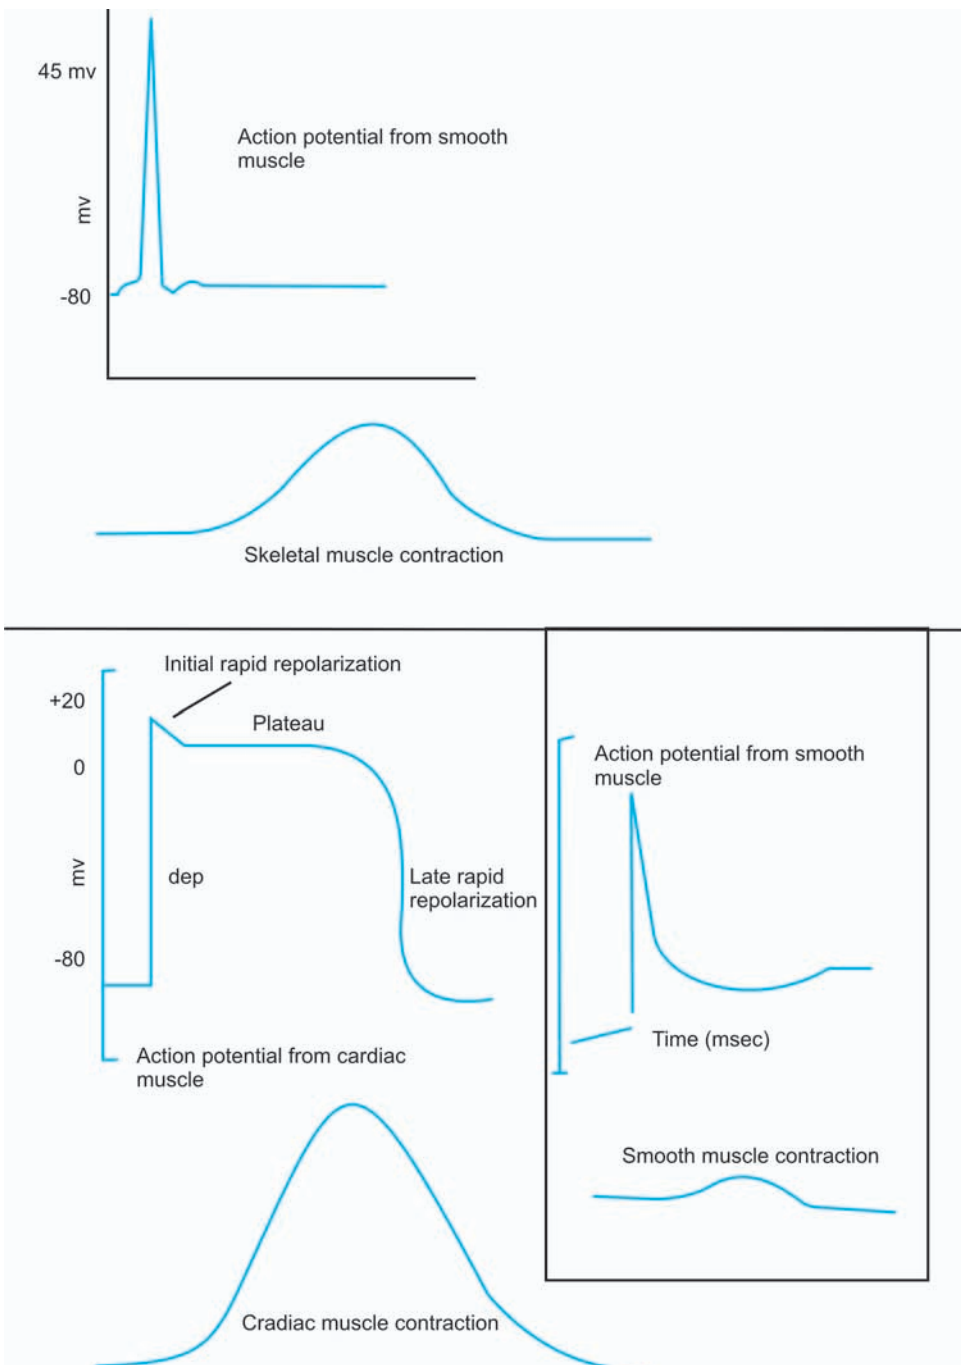 45 mv
Action potential from smooth
muscle
mv
-80
Skeletal muscle contraction
Initial rapid repolarization
+20
Plateau
0
mv
dep
Late rapid
repolarization
-80
Action potential from cardiac
muscle
Cradiac muscle contraction
Action potential from smooth
muscle
Time (msec)
Smooth muscle contraction